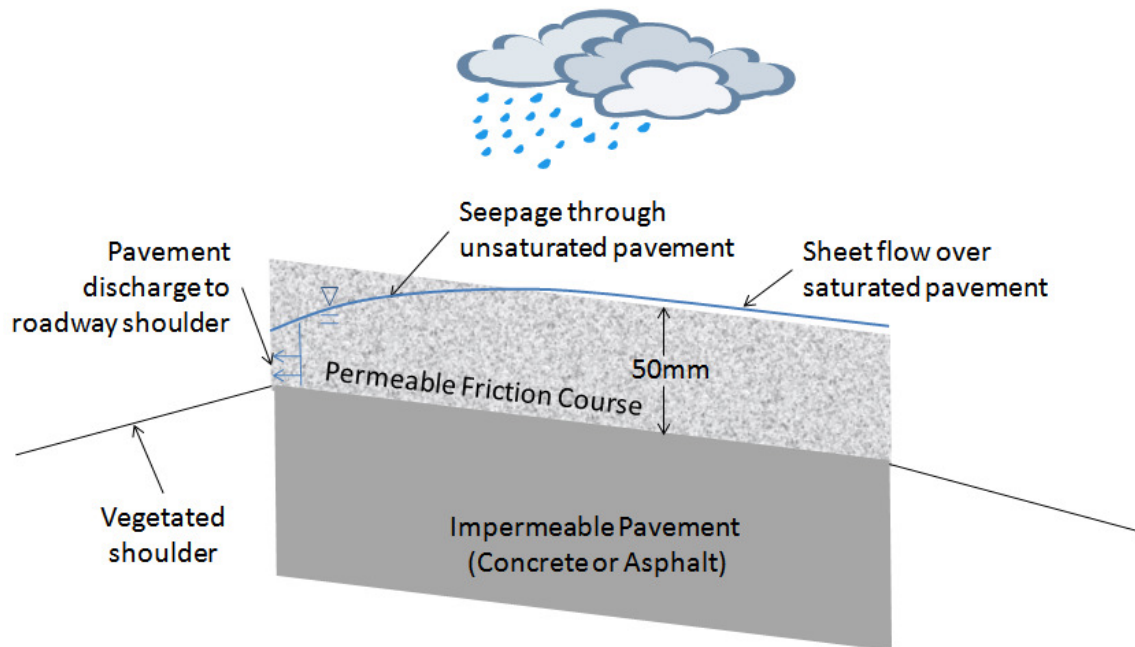 Seepage through
unsaturated pavement
Pavement
discharge to
roadway shoulder
Sheet flow over
saturated pavement
50mm
Permeable Friction Course
Vegetated
shoulder
Impermeable Pavement
(Concrete or Asphalt)